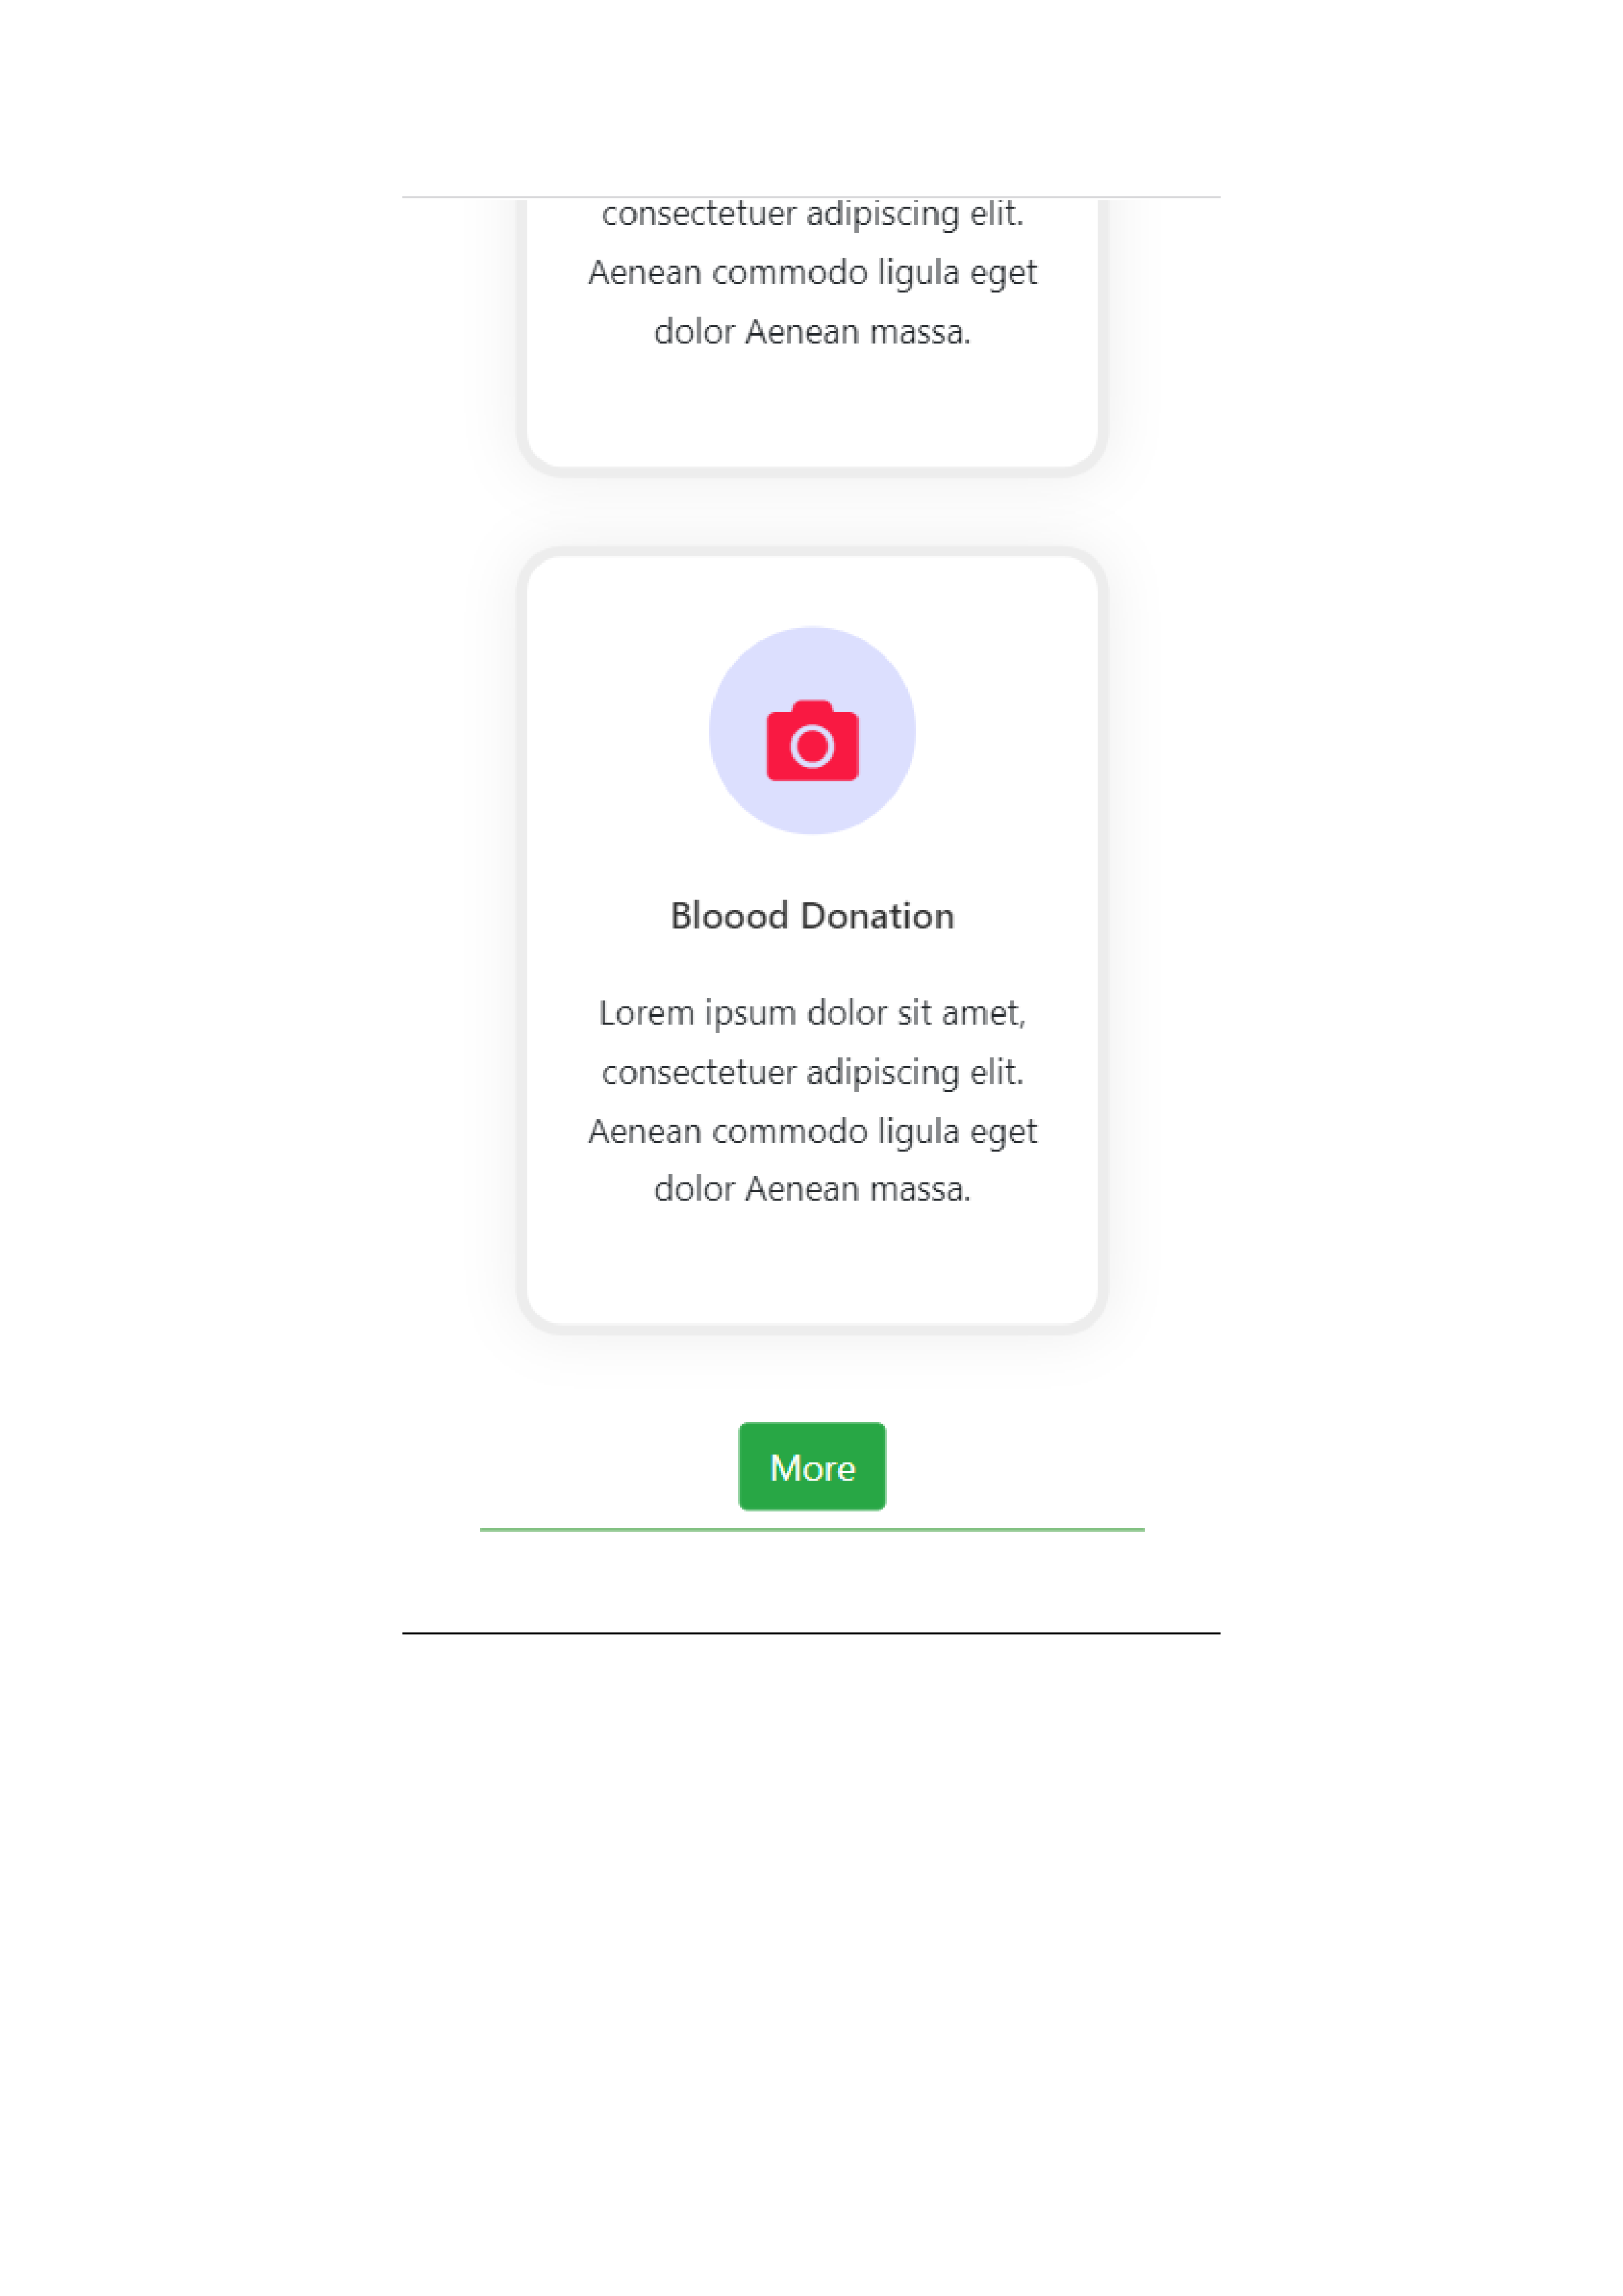 consectetuer adipiscing elit.
Aenean commodo ligula eget
dolor Aenean massa.
Bloood Donation
Lorem ipsum dolor sit amet,
consectetuer adipiscing elit.
Aenean commodo ligula eget
dolor Aenean massa.
More